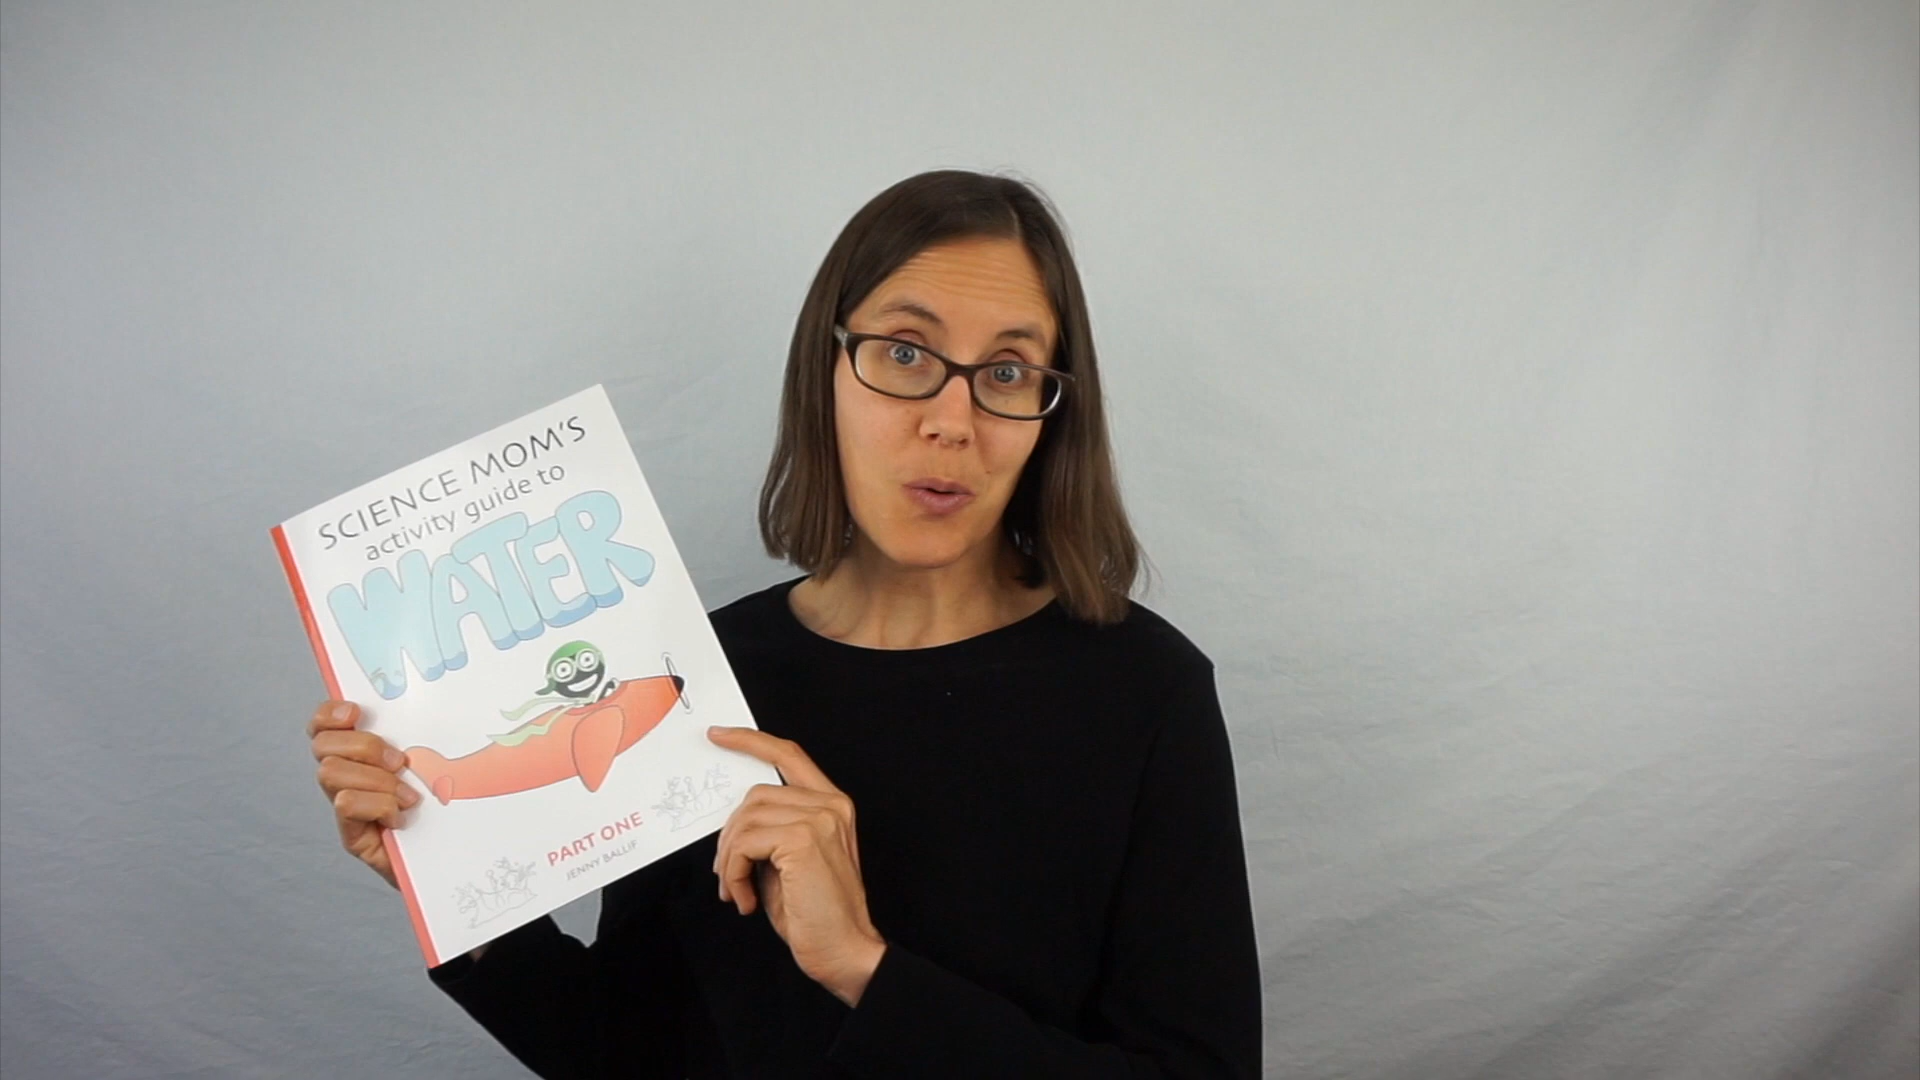 SCIENCE MOM'S
activity guide to
WATER
PART ONE
JENNY BALLIF